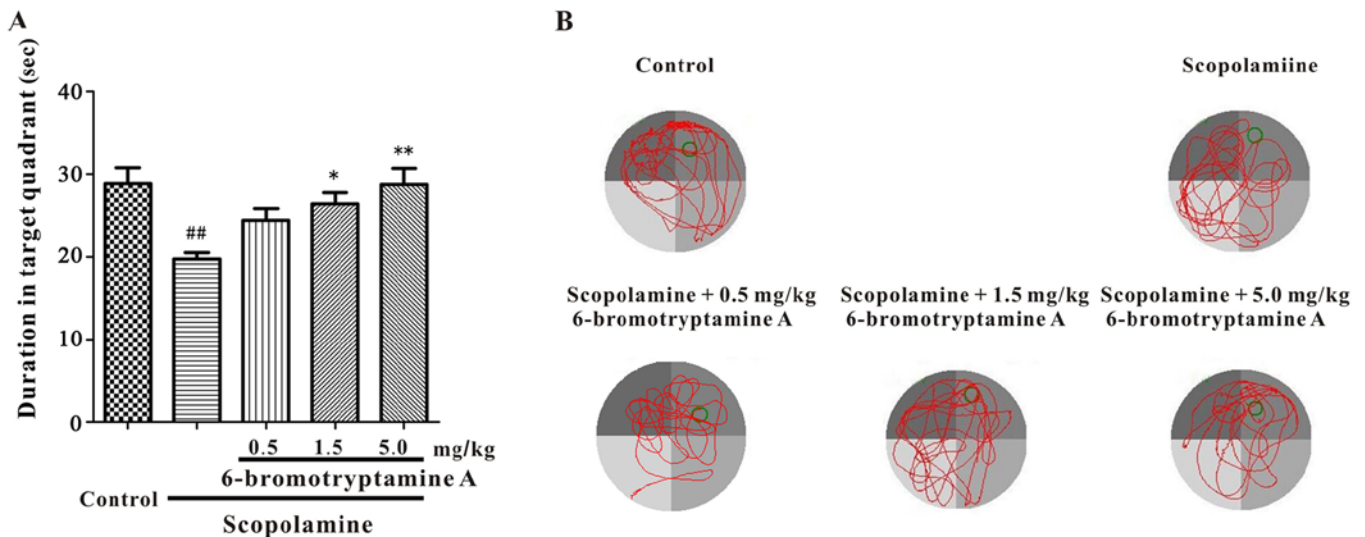 A
Duration in target quadrant (sec)
40
30
20
10
0
##
*
**
0.5 1.5 5.0 mg/kg
6-bromotryptamine A
Control
Scopolamine
B
Control
Scopolamiine
Scopolamine + 0.5 mg/kg
6-bromotryptamine A
Scopolamine + 1.5 mg/kg
6-bromotryptamine A
Scopolamine + 5.0 mg/kg
6-bromotryptamine A